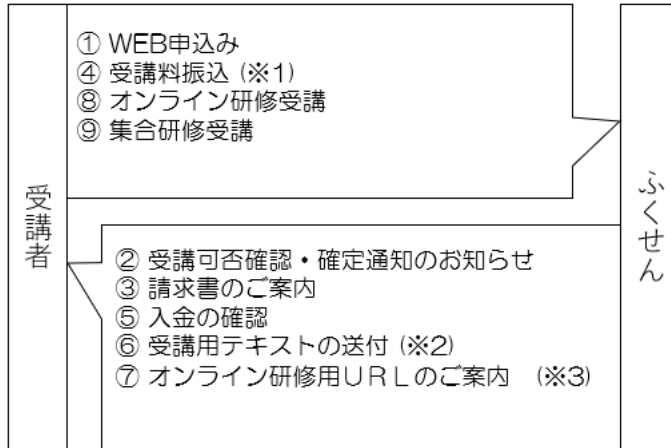 受講者
① WEB申込み
④ 受講料振込 (※1)
⑧ オンライン研修受講
⑨ 集合研修受講
② 受講可否確認・確定通知のお知らせ
③ 請求書のご案内
⑤ 入金の確認
⑥ 受講用テキストの送付 (※2)
⑦ オンライン研修用URLのご案内 (※3)
ふくせん